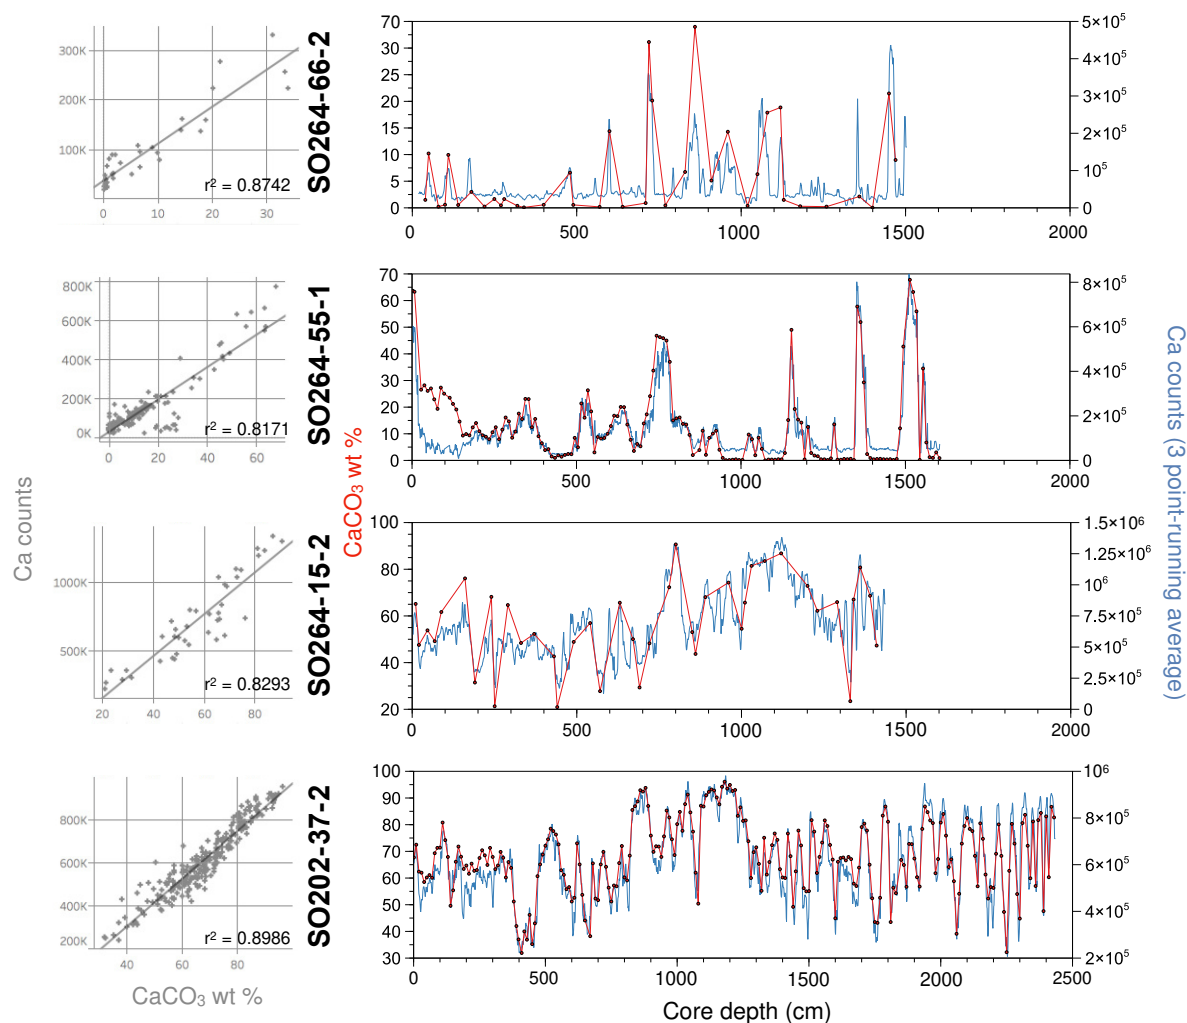 SO264-66-2
300K
200K
100K
0 10 20 30
r² = 0.8742
70
30
25
20
15
10
5
0
5×10⁵
4×10⁵
3×10⁵
2×10⁵
10⁵
0
0 500 1000 1500 2000
SO264-55-1
800K
600K
400K
200K
0K
0 20 40 60
r² = 0.8171
70
60
50
40
30
20
10
0
8×10⁵
6×10⁵
4×10⁵
2×10⁵
0
0 500 1000 1500 2000
SO264-15-2
1000K
500K
20 40 60 80
r² = 0.8293
100
80
60
40
20
1.5×10⁶
1.25×10⁶
10⁶
7.5×10⁵
5×10⁵
2.5×10⁵
0
0 500 1000 1500 2000
SO202-37-2
800K
600K
400K
200K
40 60 80
r² = 0.8986
100
90
80
70
60
50
40
30
10⁶
8×10⁵
6×10⁵
4×10⁵
2×10⁵
0 500 1000 1500 2000 2500
Ca counts
CaCO₃ wt %
CaCO₃ wt %
Core depth (cm)
Ca counts (3 point-running average)